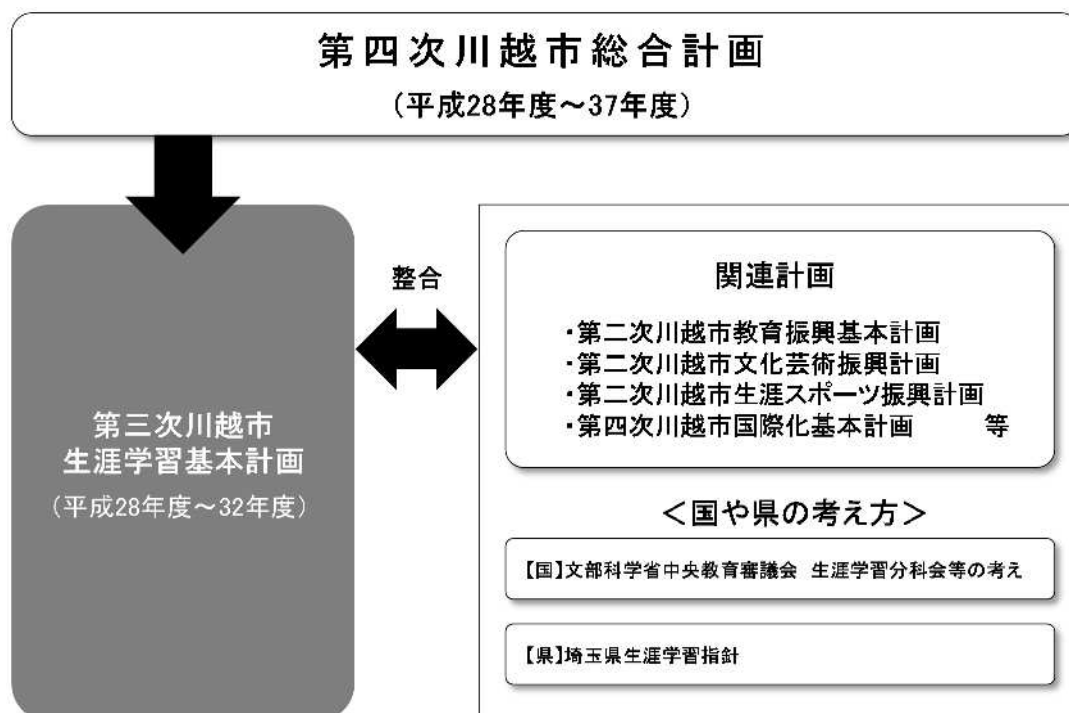 第四次川越市総合計画
（平成28年度～37年度）
整合
第三次川越市
生涯学習基本計画
（平成28年度～32年度）
関連計画
・第二次川越市教育振興基本計画
・第二次川越市文化芸術振興計画
・第二次川越市生涯スポーツ振興計画
・第四次川越市国際化基本計画　等
＜国や県の考え方＞
【国】文部科学省中央教育審議会 生涯学習分科会等の考え
【県】埼玉県生涯学習指針